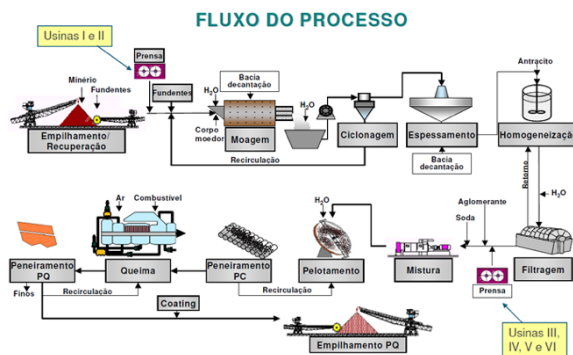 FLUXO DO PROCESSO
Usinas I e II
Prensa
Minério
Fundentes
Empilhamento/
Recuperação
Fundentes
H₂O
Bacia
decantação
Corpo
moedor
Moagem
Recirculação
H₂O
Ciclonagem
Espessamento
Bacia
decantação
Antracito
Homogeneização
Retorno
H₂O
Ar
Combustível
Peneiramento
PQ
Finos
Recirculação
Queima
Peneiramento
PC
Recirculação
H₂O
Pelotamento
Mistura
Soda
Aglomerante
Filtragem
Prensa
Coating
Empilhamento PQ
Usinas III,
IV, V e VI